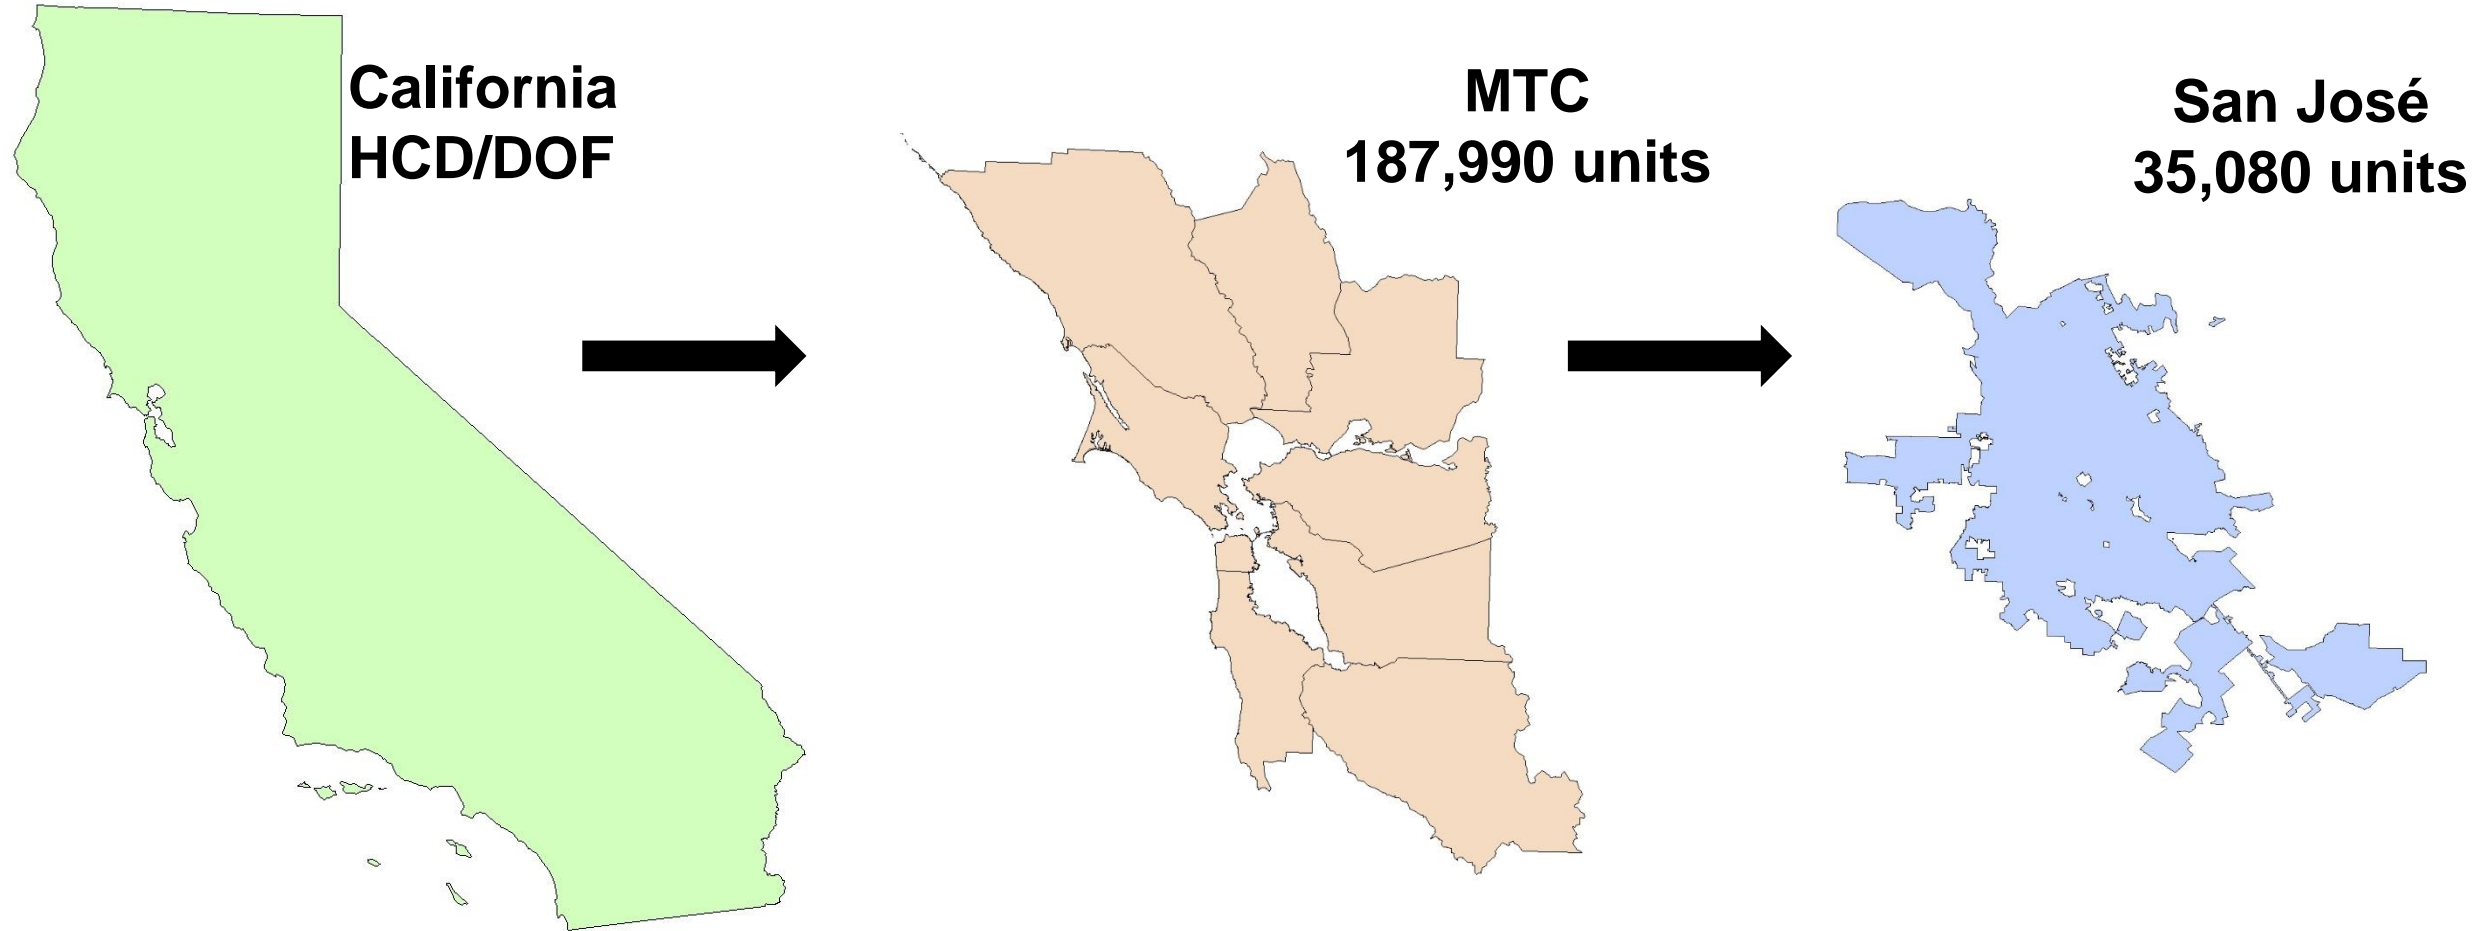 California
HCD/DOF
MTC
187,990 units
San José
35,080 units